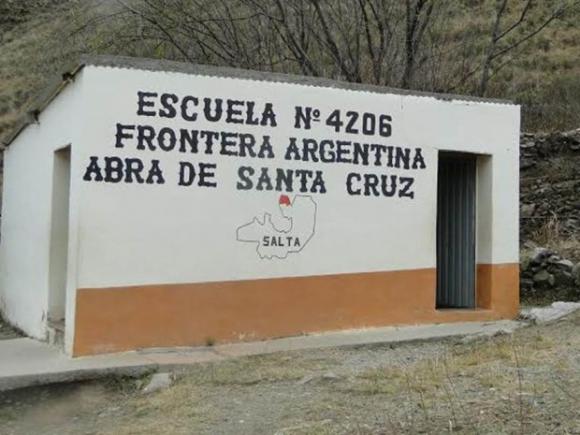 ESCUELA Nº 4206
FRONTERA ARGENTINA
ABRA DE SANTA CRUZ
SALTA